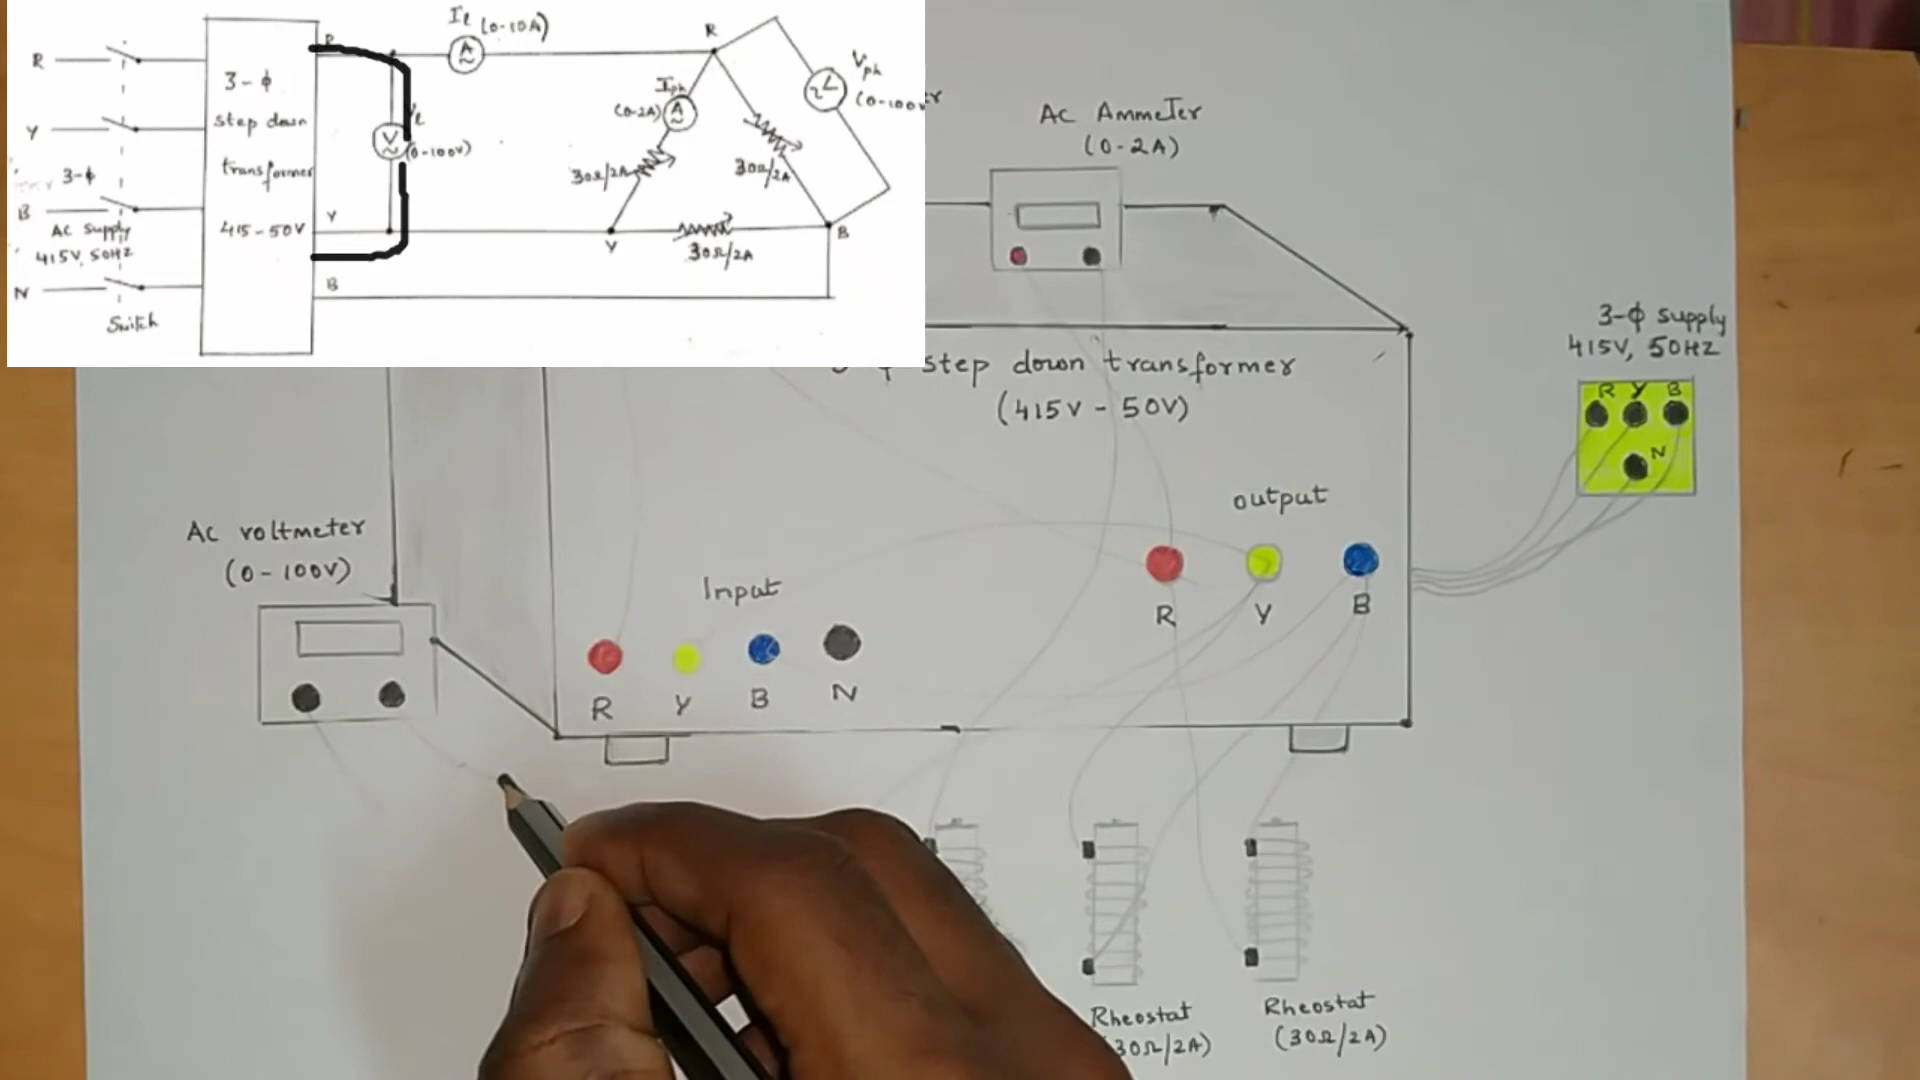 R
Y
3-ϕ
B
AC supply
415V, 50HZ
N
Switch
3-ϕ
step down
transformer
415-50V
R
Y
B
V
(0-100V)
Il (0-10A)
A
R
Iph
(0-2A)
A
30Ω/2A
30Ω/2A
30Ω/2A
Y
B
Vph
(0-100V
V
Ac Ammeter
(0-2A)
step down transformer
(415V - 50V)
3-ϕ supply
415V, 50HZ
R Y B
N
output
R Y B
Input
R Y B N
Ac voltmeter
(0-100V)
Rheostat
(30Ω/2A)
Rheostat
(30Ω/2A)